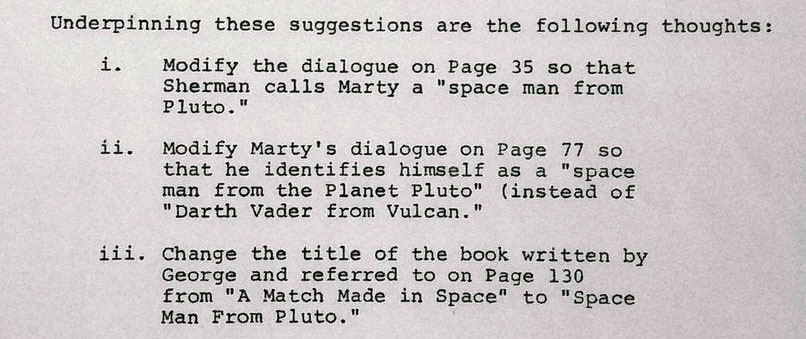 Underpinning these suggestions are the following thoughts:
i. Modify the dialogue on Page 35 so that
Sherman calls Marty a "space man from
Pluto."
ii. Modify Marty's dialogue on Page 77 so
that he identifies himself as a "space
man from the Planet Pluto" (instead of
"Darth Vader from Vulcan."
iii. Change the title of the book written by
George and referred to on Page 130
from "A Match Made in Space" to "Space
Man From Pluto."